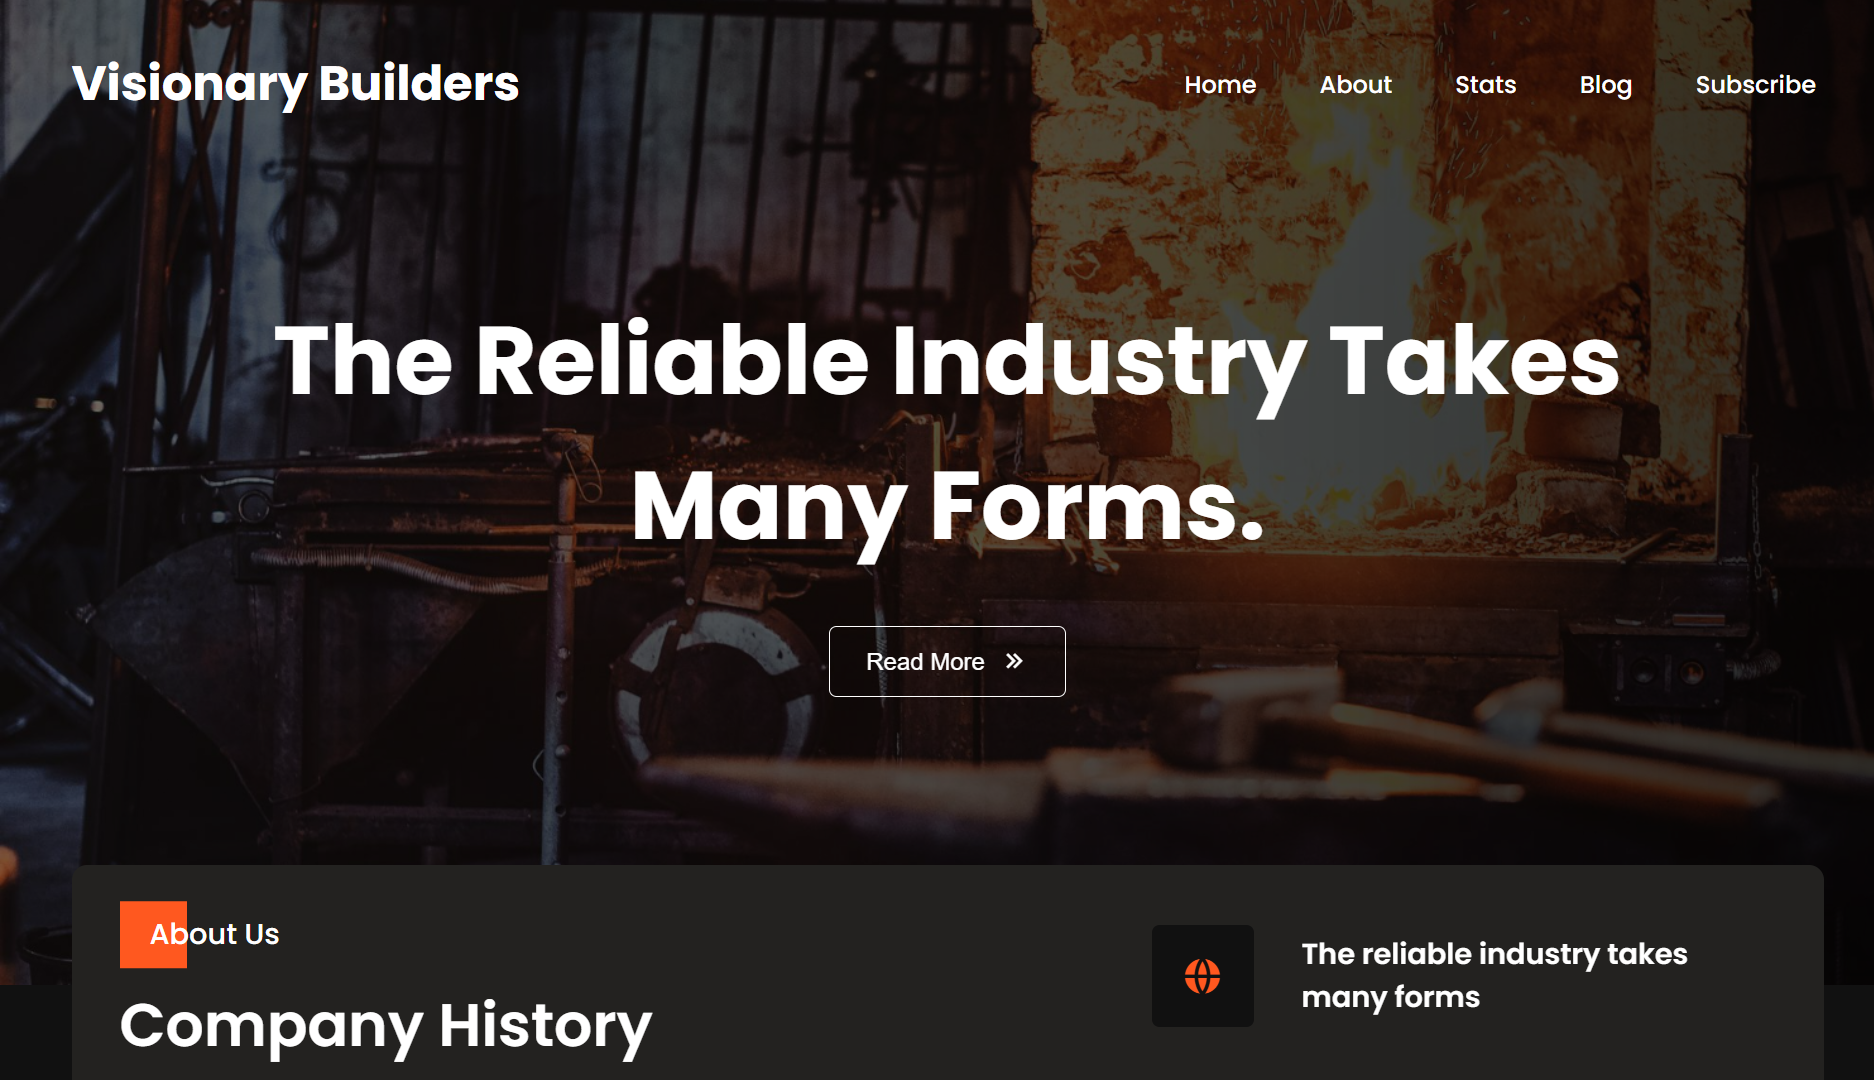 Visionary Builders
Home About Stats Blog Subscribe
The Reliable Industry Takes
Many Forms.
Read More
About Us
Company History
The reliable industry takes
many forms